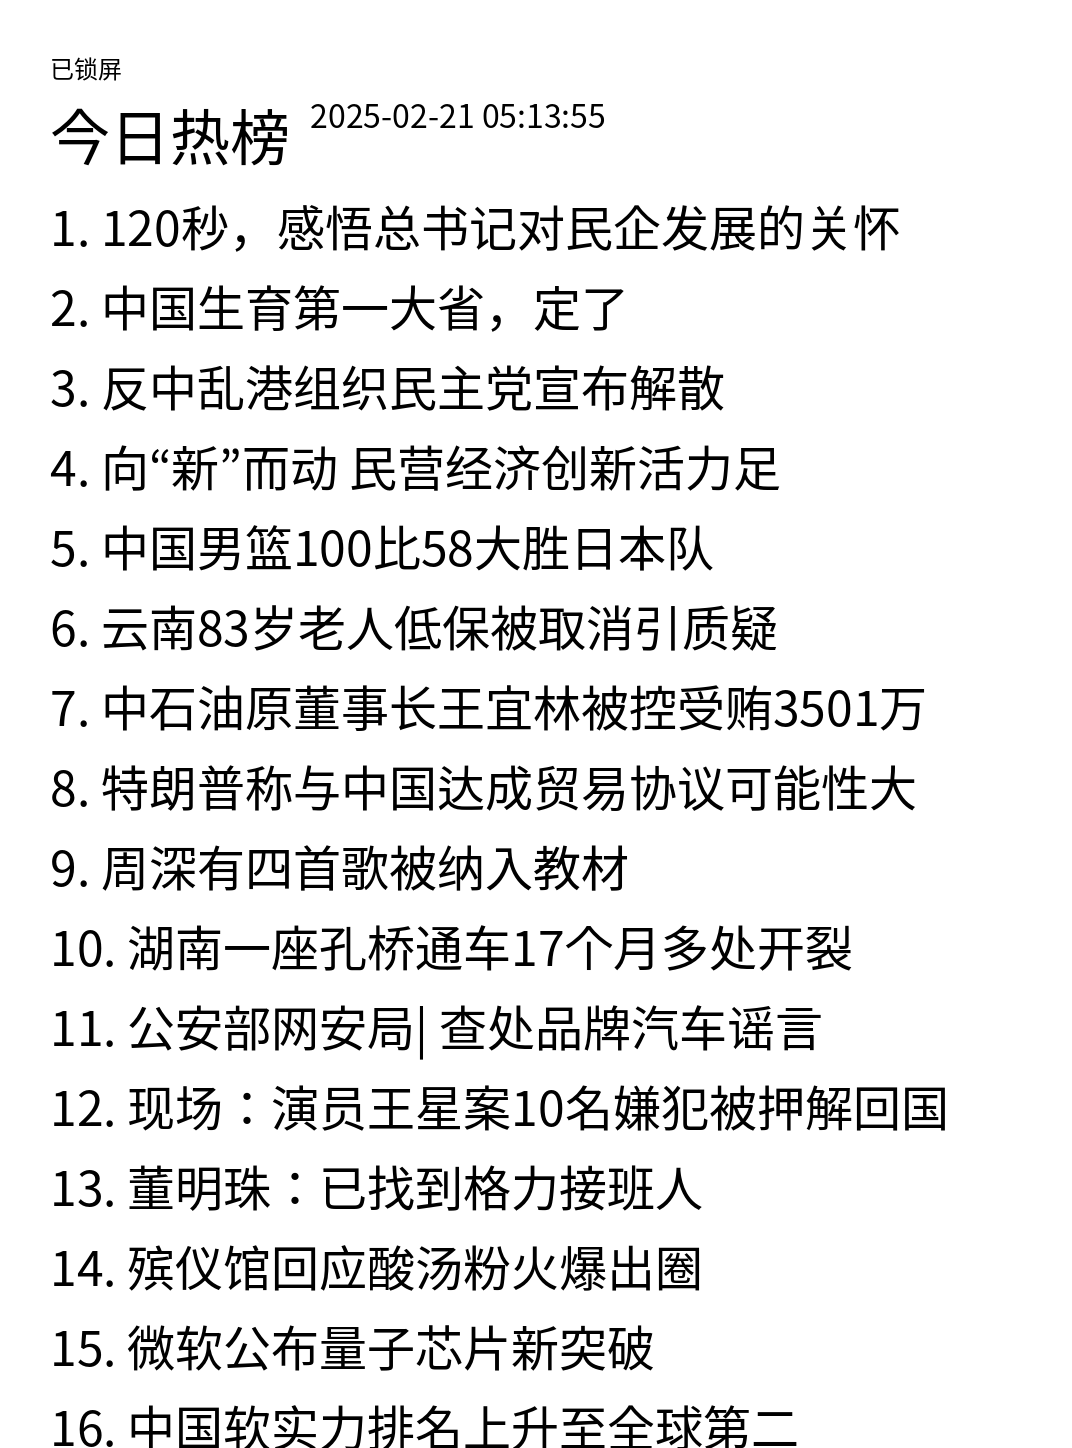 已锁屏
今日热榜 2025-02-21 05:13:55
1. 120秒，感悟总书记对民企发展的关怀
2. 中国生育第一大省，定了
3. 反中乱港组织民主党宣布解散
4. 向“新”而动 民营经济创新活力足
5. 中国男篮100比58大胜日本队
6. 云南83岁老人低保被取消引质疑
7. 中石油原董事长王宜林被控受贿3501万
8. 特朗普称与中国达成贸易协议可能性大
9. 周深有四首歌被纳入教材
10. 湖南一座孔桥通车17个月多处开裂
11. 公安部网安局| 查处品牌汽车谣言
12. 现场：演员王星案10名嫌犯被押解回国
13. 董明珠：已找到格力接班人
14. 殡仪馆回应酸汤粉火爆出圈
15. 微软公布量子芯片新突破
16. 中国软实力排名上升至全球第二